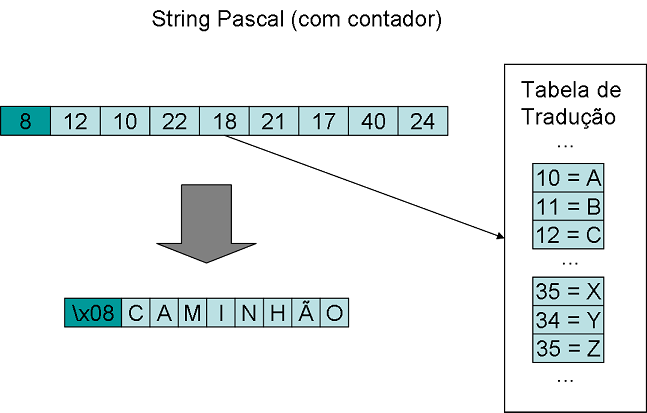 String Pascal (com contador)
Tabela de
Tradução
...
8 12 10 22 18 21 17 40 24
10 = A
11 = B
12 = C
...
35 = X
34 = Y
35 = Z
...
\x08 C A M I N H Ã O